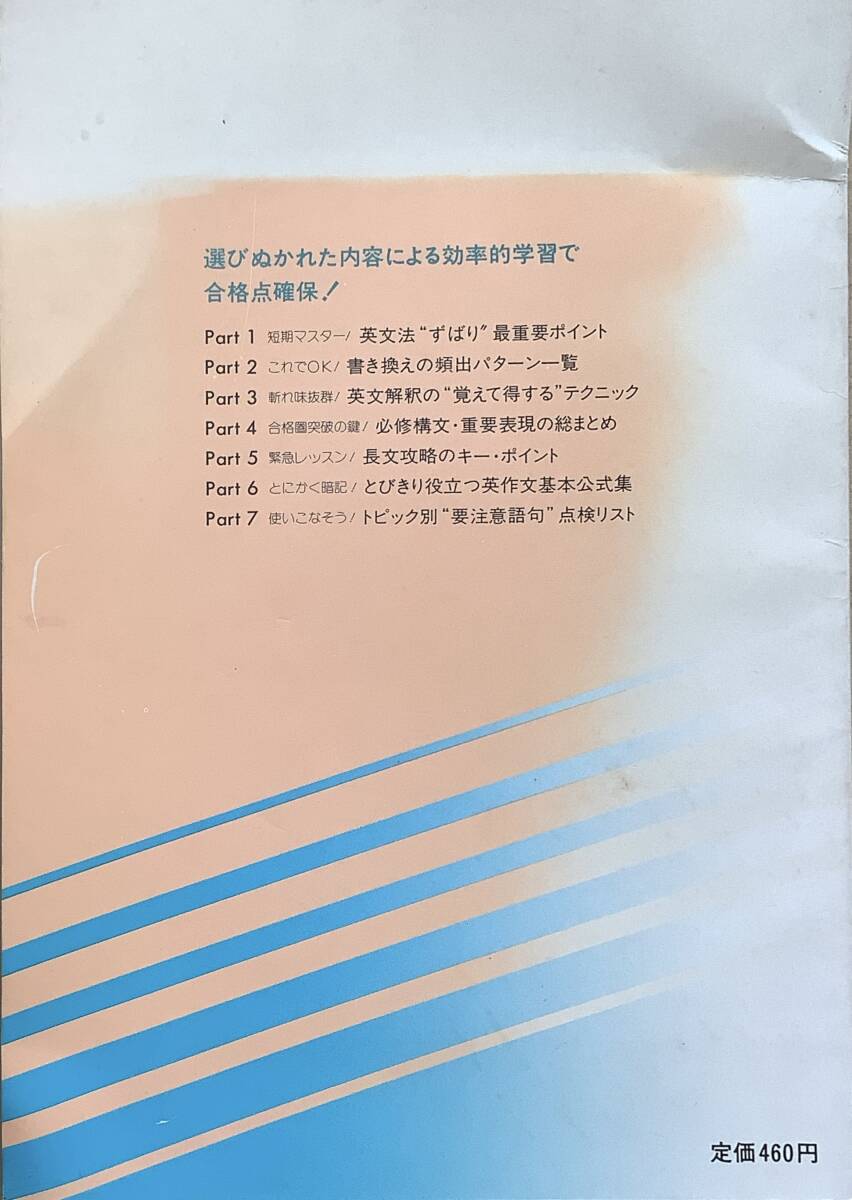 選びぬかれた内容による効率的学習で
合格点確保！
Part 1 短期マスター！ 英文法“ずばり”最重要ポイント
Part 2 これでOK！ 書き換えの頻出パターン一覧
Part 3 斬れ味抜群！ 英文解釈の“覚えて得する”テクニック
Part 4 合格圏突破の鍵！ 必修構文・重要表現の総まとめ
Part 5 緊急レッスン！ 長文攻略のキー・ポイント
Part 6 とにかく暗記！ とびきり役立つ英作文基本公式集
Part 7 使いこなそう！ トピック別“要注意語句”点検リスト
定価460円